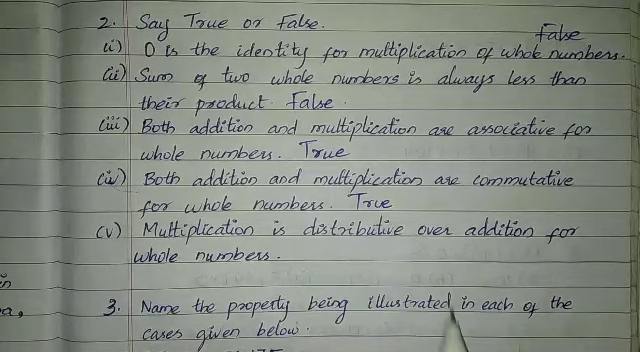 2. Say True or False.
False
(i) 0 is the identity for multiplication of whole numbers.
(ii) Sum of two whole numbers is always less than
their product. False.
(iii) Both addition and multiplication are associative for
whole numbers. True
(iv) Both addition and multiplication are commutative
for whole numbers. True
(v) Multiplication is distributive over addition for
whole numbers.
3. Name the property being illustrated in each of the
cases given below.